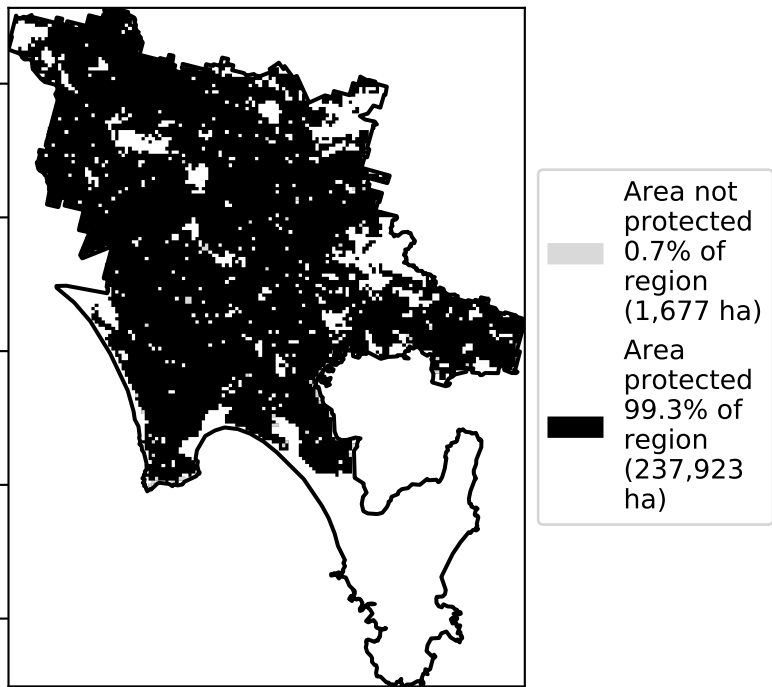 Area not
protected
0.7% of
region
(1,677 ha)
Area
protected
99.3% of
region
(237,923
ha)